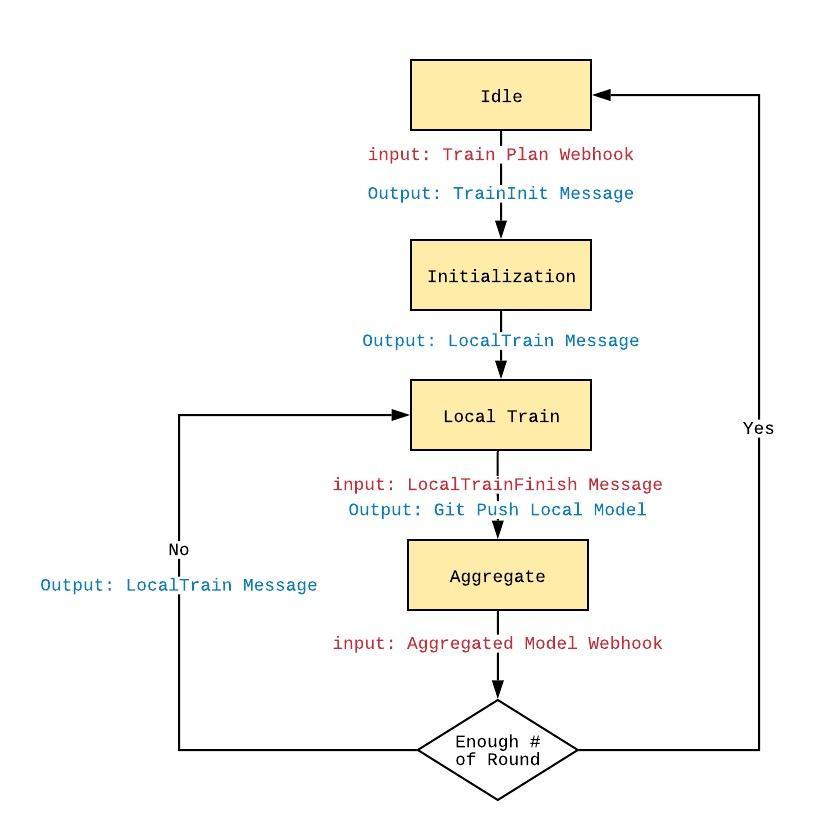 Idle
input: Train Plan Webhook
Output: TrainInit Message
Initialization
Output: LocalTrain Message
Local Train
Yes
input: LocalTrainFinish Message
Output: Git Push Local Model
No
Aggregate
Output: LocalTrain Message
input: Aggregated Model Webhook
Enough #
of Round